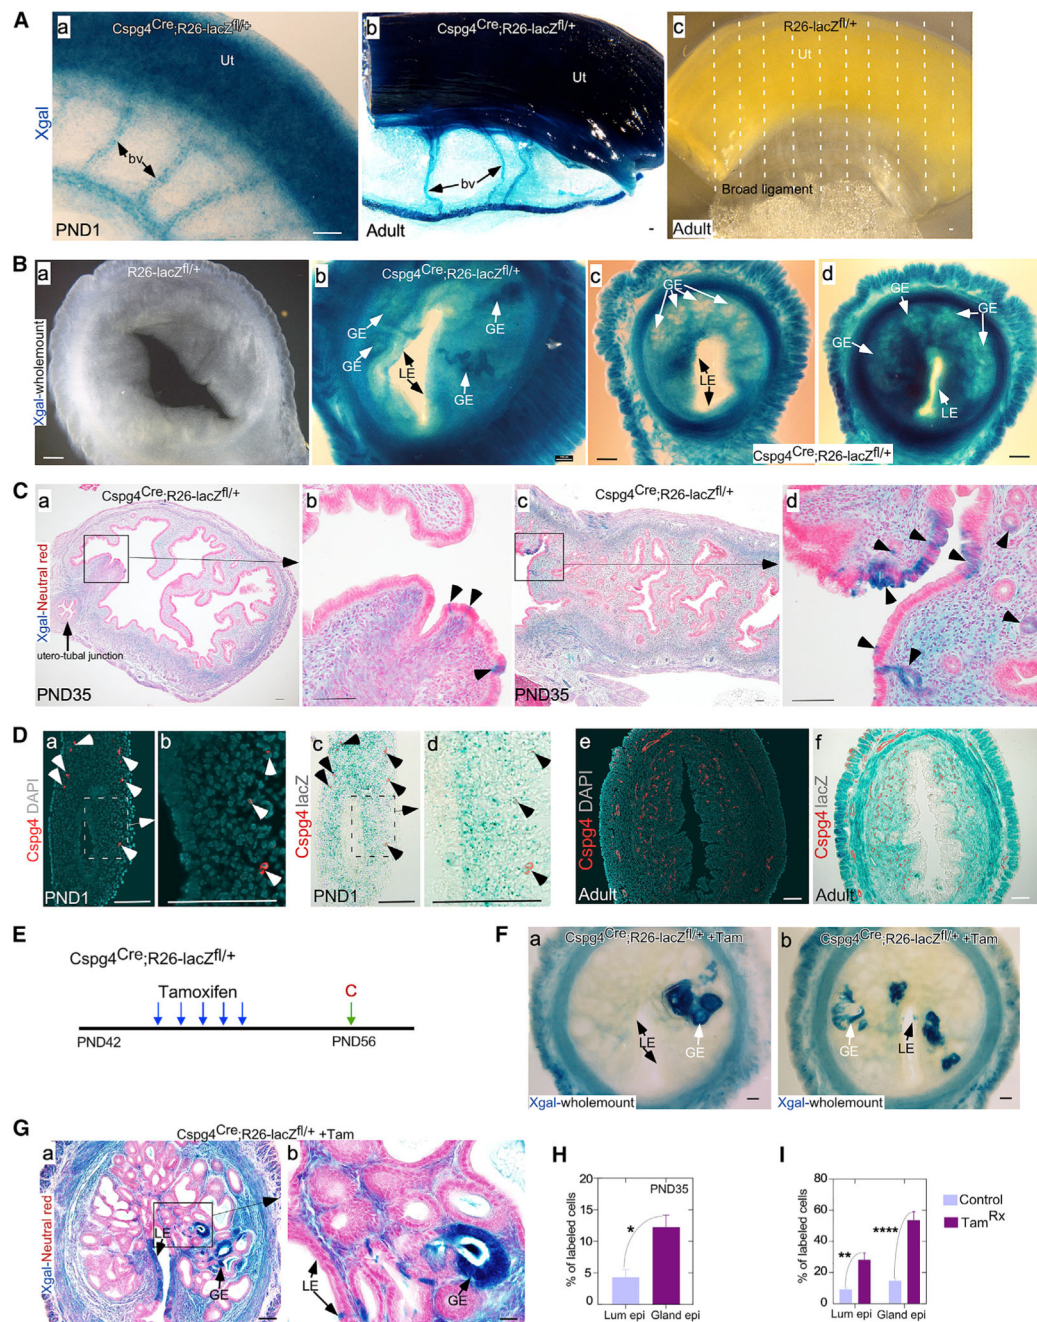 A
a
Cspg4Cre;R26-lacZfl/+
Ut
bv
PND1
Xgal
b
Cspg4Cre;R26-lacZfl/+
Ut
bv
Adult
c
R26-lacZfl/+
Ut
Broad ligament
Adult
B
Xgal-wholemount
a
R26-lacZfl/+
b
Cspg4Cre;R26-lacZfl/+
GE
GE
GE
LE
GE
c
GE
LE
d
GE
GE
GE
LE
Cspg4Cre;R26-lacZfl/+
C
Xgal-Neutral red
a
Cspg4Cre;R26-lacZfl/+
utero-tubal junction
PND35
b
c
Cspg4Cre;R26-lacZfl/+
PND35
d
D
Cspg4 DAPI
a
PND1
b
Cspg4 lacZ
c
PND1
d
Cspg4 DAPI
e
Adult
Cspg4 lacZ
f
Adult
E
Cspg4Cre;R26-lacZfl/+
Tamoxifen
C
PND42
PND56
F
a
Cspg4Cre;R26-lacZfl/+ +Tam
LE
GE
Xgal-wholemount
b
Cspg4Cre;R26-lacZfl/+ +Tam
GE
LE
Xgal-wholemount
G
Cspg4Cre;R26-lacZfl/+ +Tam
Xgal-Neutral red
a
LE
GE
b
LE
GE
H
PND35
% of labeled cells
20
15
10
5
0
*
Lum epi
Gland epi
I
% of labeled cells
80
60
40
20
0
**
****
Lum epi
Gland epi
Control
TamRx